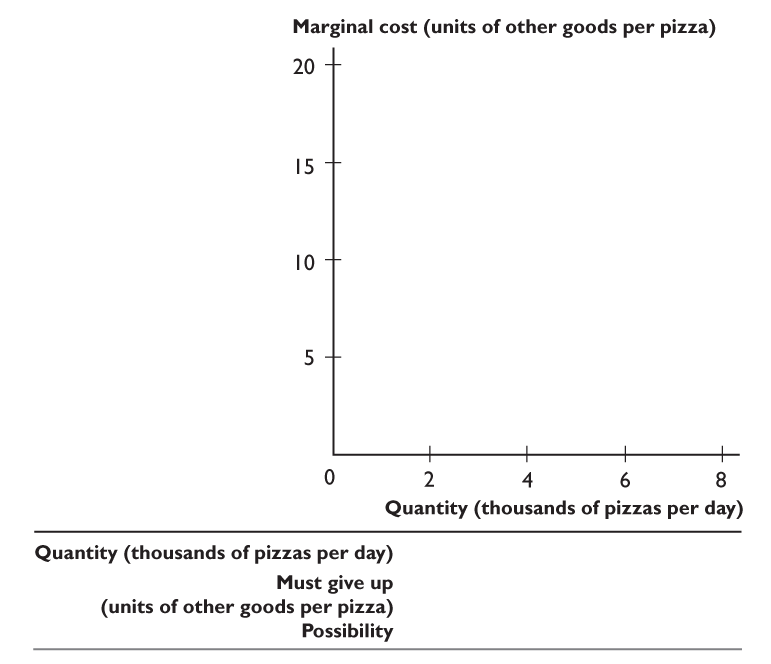 Marginal cost (units of other goods per pizza)
20
15
10
5
0 2 4 6 8
Quantity (thousands of pizzas per day)
Quantity (thousands of pizzas per day)
Must give up
(units of other goods per pizza)
Possibility